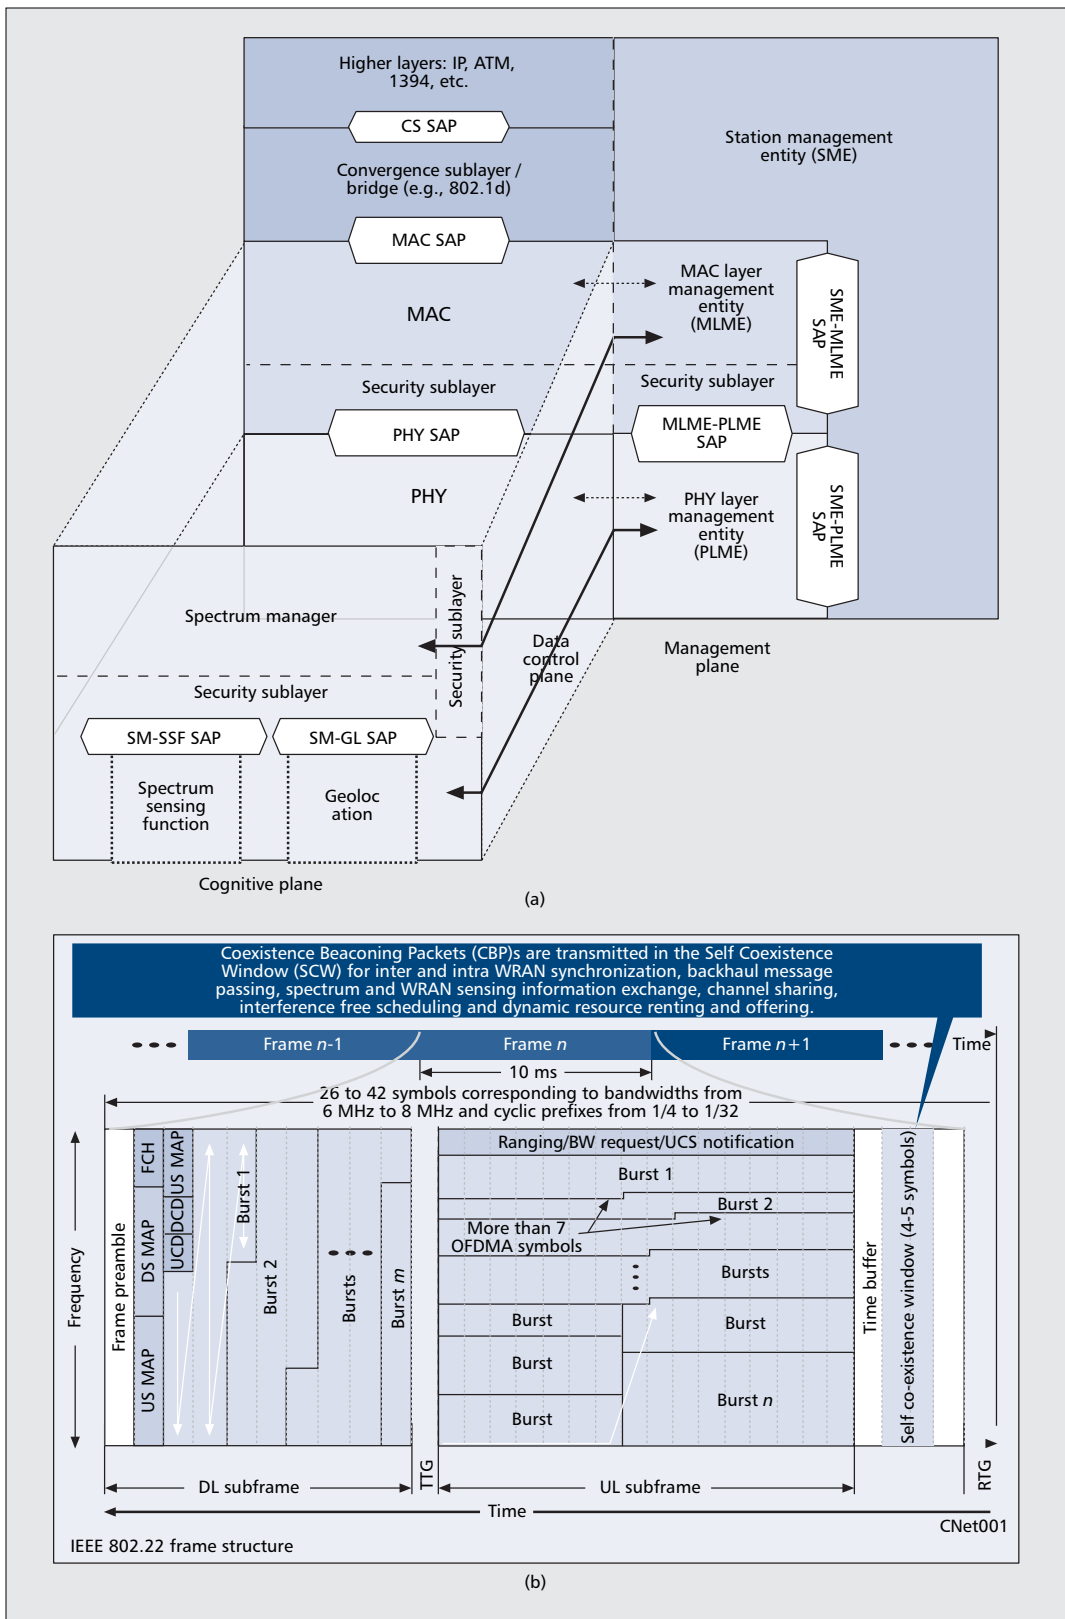 Higher layers: IP, ATM,
1394, etc.
CS SAP
Station management
entity (SME)
Convergence sublayer /
bridge (e.g., 802.1d)
MAC SAP
MAC
MAC layer
management
entity
(MLME)
SME-MLME
SAP
Security sublayer
Security sublayer
PHY SAP
MLME-PLME
SAP
PHY
PHY layer
management
entity
(PLME)
SME-PLME
SAP
Spectrum manager
Security sublayer
Data
control
plane
Management
plane
Security sublayer
SM-SSF SAP
SM-GL SAP
Spectrum
sensing
function
Geoloc
ation
Cognitive plane
(a)
Coexistence Beaconing Packets (CBP)s are transmitted in the Self Coexistence
Window (SCW) for inter and intra WRAN synchronization, backhaul message
passing, spectrum and WRAN sensing information exchange, channel sharing,
interference free scheduling and dynamic resource renting and offering.
Frame n-1
Frame n
Frame n+1
Time
10 ms
26 to 42 symbols corresponding to bandwidths from
6 MHz to 8 MHz and cyclic prefixes from 1/4 to 1/32
Frequency
Frame preamble
FCH
DS MAP
US MAP
US MAP
DCD
UCD
Burst 1
Burst 2
Bursts
Burst m
TTG
Ranging/BW request/UCS notification
Burst 1
Burst 2
More than 7
OFDMA symbols
Bursts
Burst
Burst
Burst
Burst
Burst n
Time buffer
Self co-existence window (4-5 symbols)
RTG
DL subframe
UL subframe
Time
CNet001
IEEE 802.22 frame structure
(b)